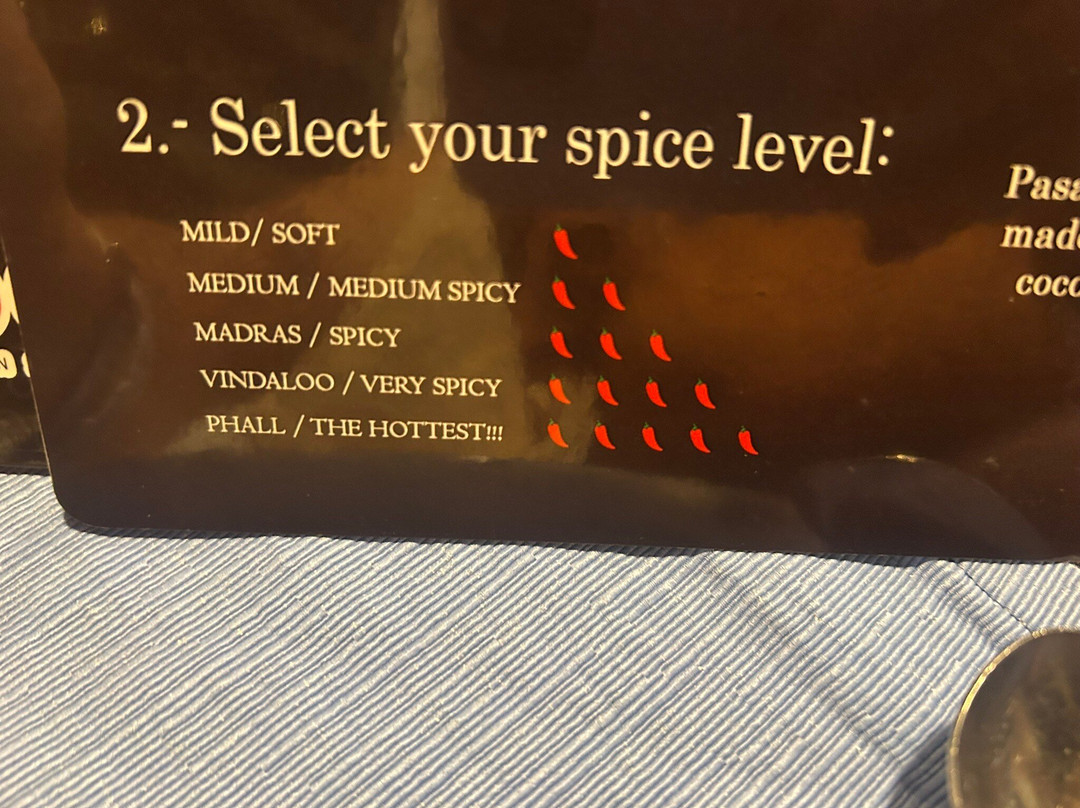 2.- Select your spice level:
MILD/ SOFT
MEDIUM / MEDIUM SPICY
MADRAS / SPICY
VINDALOO / VERY SPICY
PHALL / THE HOTTEST!!!